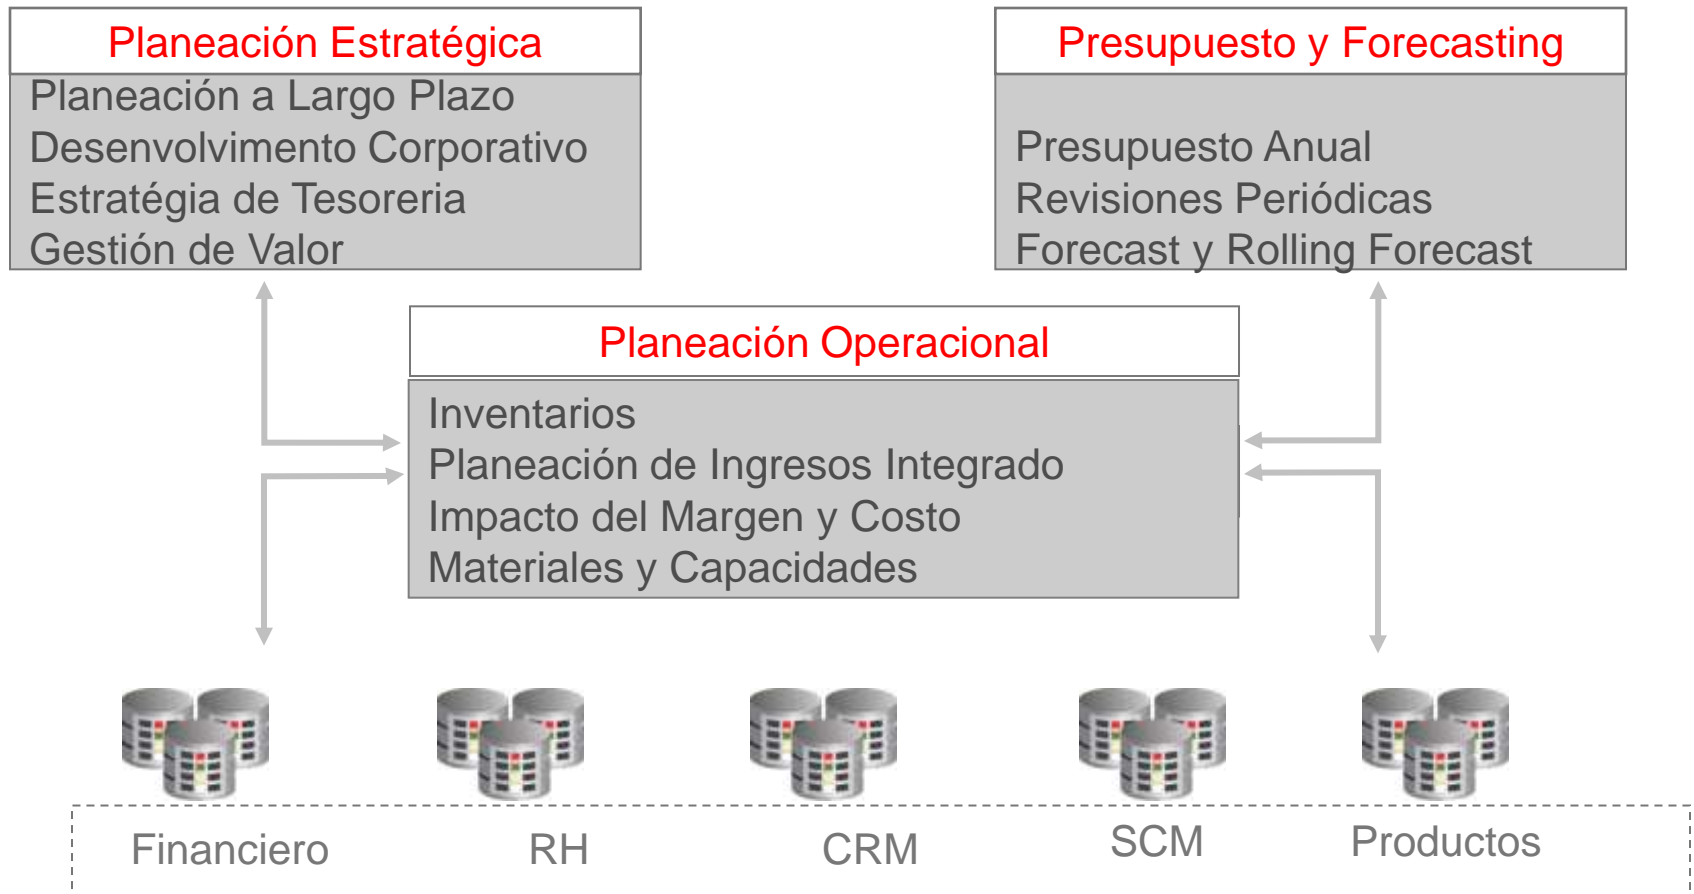 Planeación Estratégica
Planeación a Largo Plazo
Desenvolvimento Corporativo
Estratégia de Tesoreria
Gestión de Valor
Presupuesto y Forecasting
Presupuesto Anual
Revisiones Periódicas
Forecast y Rolling Forecast
Planeación Operacional
Inventarios
Planeación de Ingresos Integrado
Impacto del Margen y Costo
Materiales y Capacidades
Financiero
RH
CRM
SCM
Productos